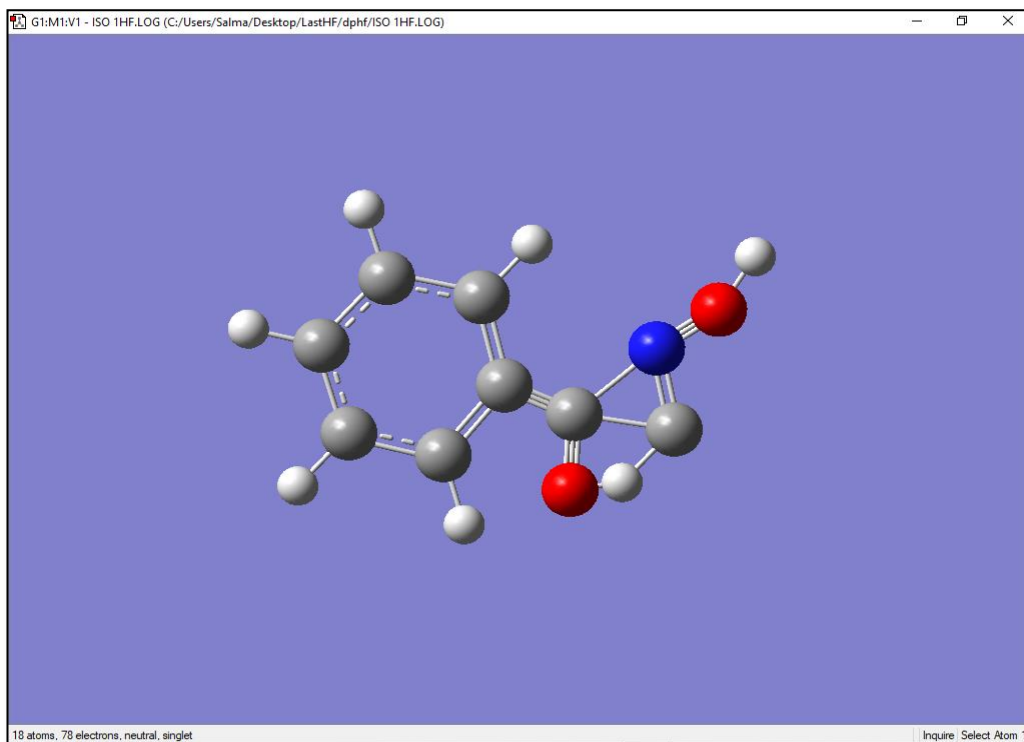 G1:M1:V1 - ISO 1HF.LOG (C:/Users/Salma/Desktop/LastHF/dphf/ISO 1HF.LOG)
18 atoms, 78 electrons, neutral, singlet
Inquire Select Atom 1